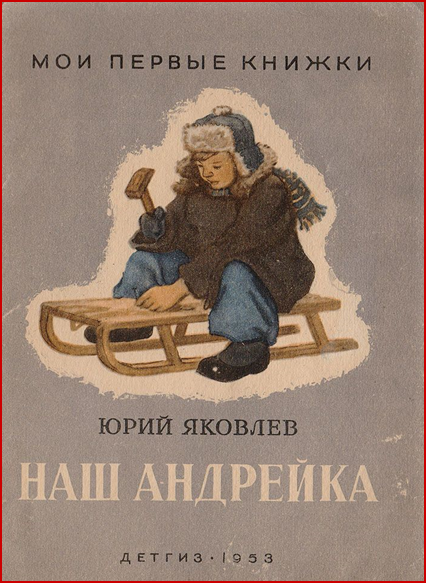 МОИ ПЕРВЫЕ КНИЖКИ
ЮРИЙ ЯКОВЛЕВ
НАШ АНДРЕЙКА
ДЕТГИЗ · 1953